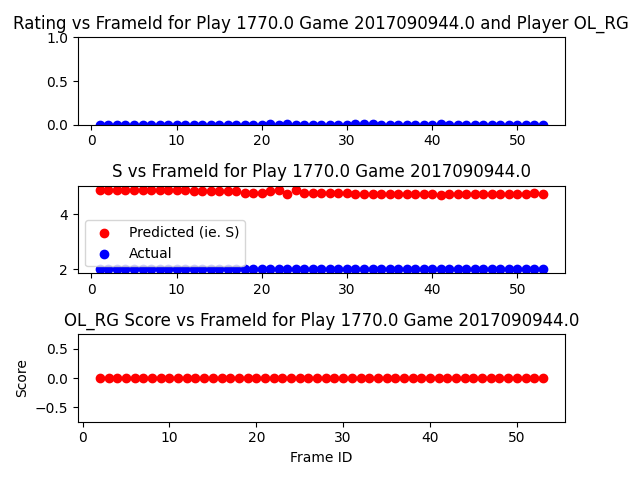 Rating vs FrameId for Play 1770.0 Game 2017090944.0 and Player OL_RG
1.0
0.5
0.0
0 10 20 30 40 50
S vs FrameId for Play 1770.0 Game 2017090944.0
4
2
Predicted (ie. S)
Actual
0 10 20 30 40 50
OL_RG Score vs FrameId for Play 1770.0 Game 2017090944.0
Score
0.5
0.0
−0.5
0 10 20 30 40 50
Frame ID